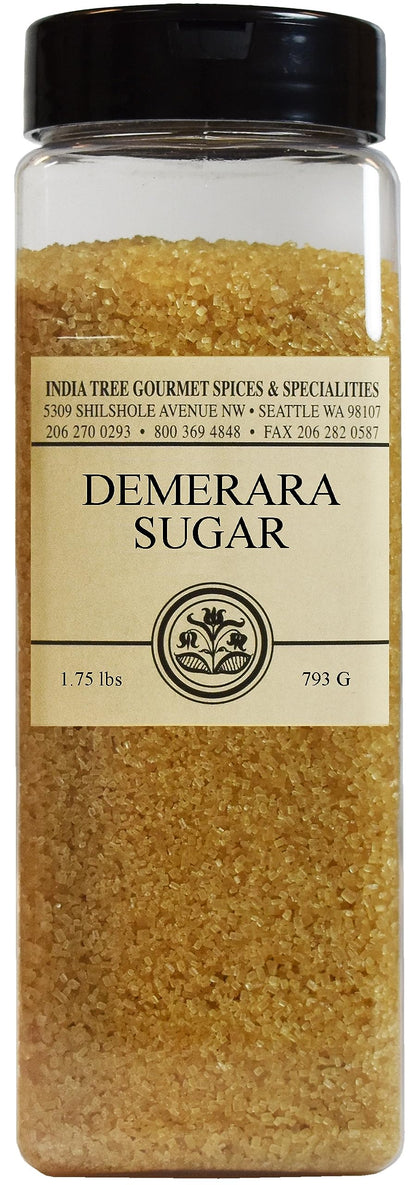 INDIA TREE GOURMET SPICES & SPECIALITIES
5309 SHILSHOLE AVENUE NW • SEATTLE WA 98107
206 270 0293 • 800 369 4848 • FAX 206 282 0587
DEMERARA
SUGAR
1.75 lbs 793 G